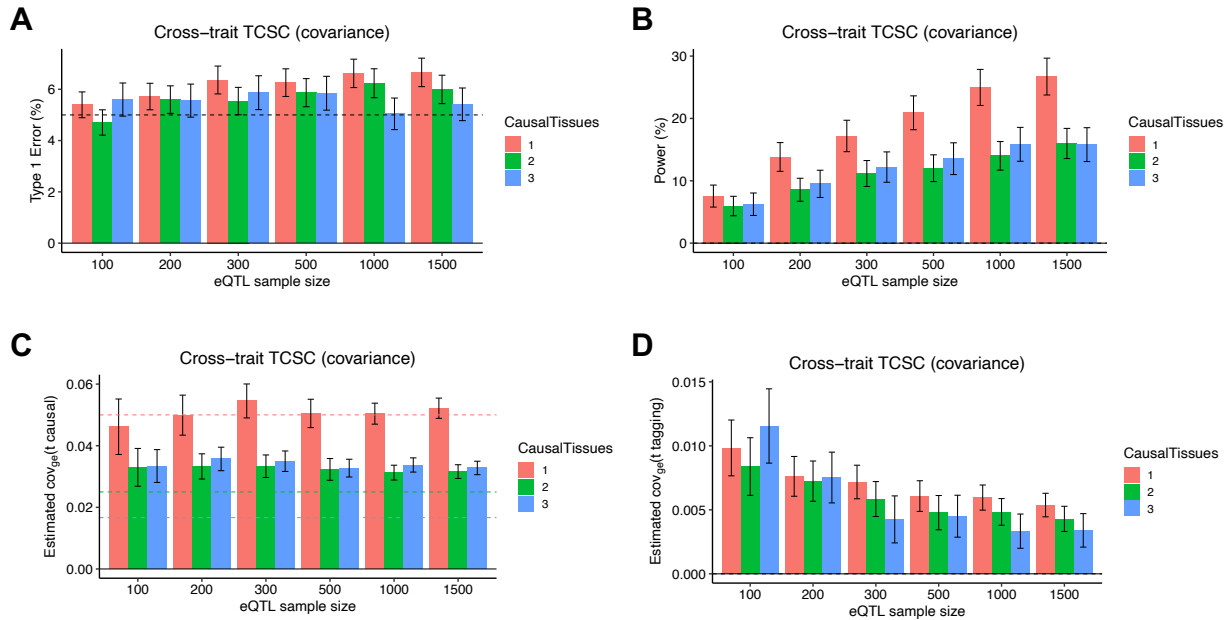 A
Cross−trait TCSC (covariance)
Type 1 Error (%)
6
4
2
0
100
200
300
500
1000
1500
eQTL sample size
CausalTissues
1
2
3
B
Cross−trait TCSC (covariance)
Power (%)
30
20
10
0
100
200
300
500
1000
1500
eQTL sample size
CausalTissues
1
2
3
C
Cross−trait TCSC (covariance)
Estimated cov_ge(t causal)
0.06
0.04
0.02
0.00
100
200
300
500
1000
1500
eQTL sample size
CausalTissues
1
2
3
D
Cross−trait TCSC (covariance)
Estimated cov_ge(t tagging)
0.015
0.010
0.005
0.000
100
200
300
500
1000
1500
eQTL sample size
CausalTissues
1
2
3